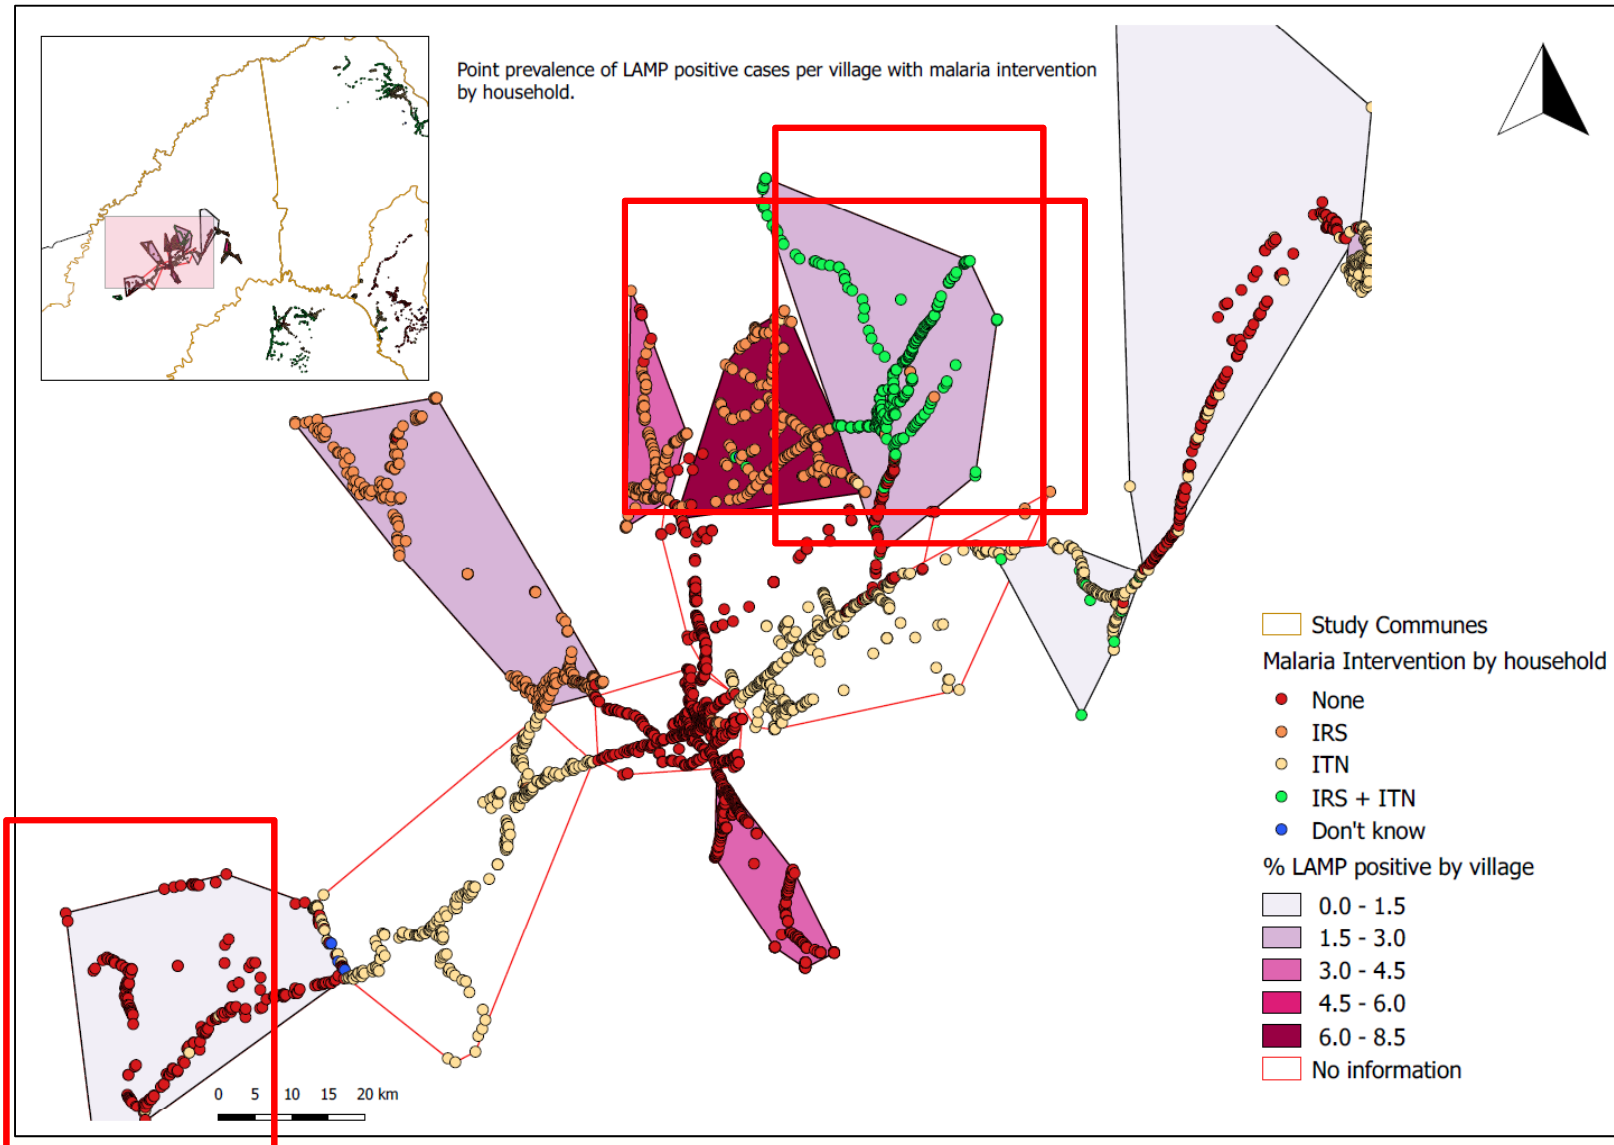 Point prevalence of LAMP positive cases per village with malaria intervention
by household.
Study Communes
Malaria Intervention by household
None
IRS
ITN
IRS + ITN
Don't know
% LAMP positive by village
0.0 - 1.5
1.5 - 3.0
3.0 - 4.5
4.5 - 6.0
6.0 - 8.5
No information
0 5 10 15 20 km